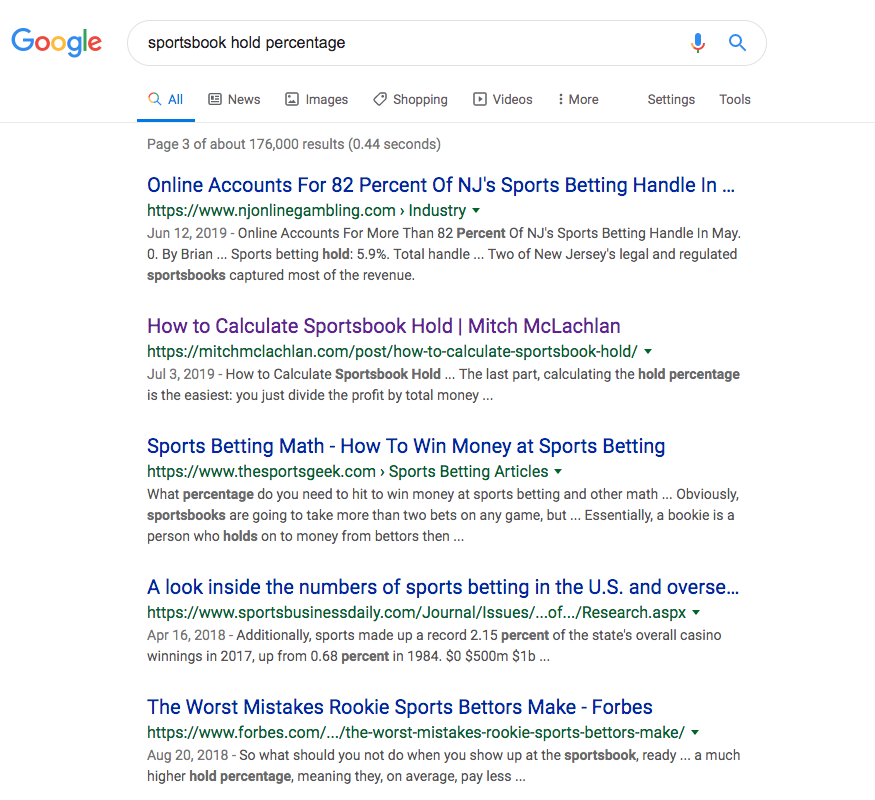 Google
sportsbook hold percentage
All News Images Shopping Videos More Settings Tools
Page 3 of about 176,000 results (0.44 seconds)
Online Accounts For 82 Percent Of NJ's Sports Betting Handle In ...
https://www.njonlinegambling.com › Industry
Jun 12, 2019 - Online Accounts For More Than 82 Percent Of NJ's Sports Betting Handle In May.
0. By Brian ... Sports betting hold: 5.9%. Total handle ... Two of New Jersey's legal and regulated
sportsbooks captured most of the revenue.
How to Calculate Sportsbook Hold | Mitch McLachlan
https://mitchmclachlan.com/post/how-to-calculate-sportsbook-hold/
Jul 3, 2019 - How to Calculate Sportsbook Hold ... The last part, calculating the hold percentage
is the easiest: you just divide the profit by total money ...
Sports Betting Math - How To Win Money at Sports Betting
https://www.thesportsgeek.com › Sports Betting Articles
What percentage do you need to hit to win money at sports betting and other math ... Obviously,
sportsbooks are going to take more than two bets on any game, but ... Essentially, a bookie is a
person who holds on to money from bettors then ...
A look inside the numbers of sports betting in the U.S. and overse...
https://www.sportsbusinessdaily.com/Journal/Issues/...of.../Research.aspx
Apr 16, 2018 - Additionally, sports made up a record 2.15 percent of the state's overall casino
winnings in 2017, up from 0.68 percent in 1984. $0 $500m $1b ...
The Worst Mistakes Rookie Sports Bettors Make - Forbes
https://www.forbes.com/.../the-worst-mistakes-rookie-sports-bettors-make/
Aug 20, 2018 - So what should you not do when you show up at the sportsbook, ready ... a much
higher hold percentage, meaning they, on average, pay less ...